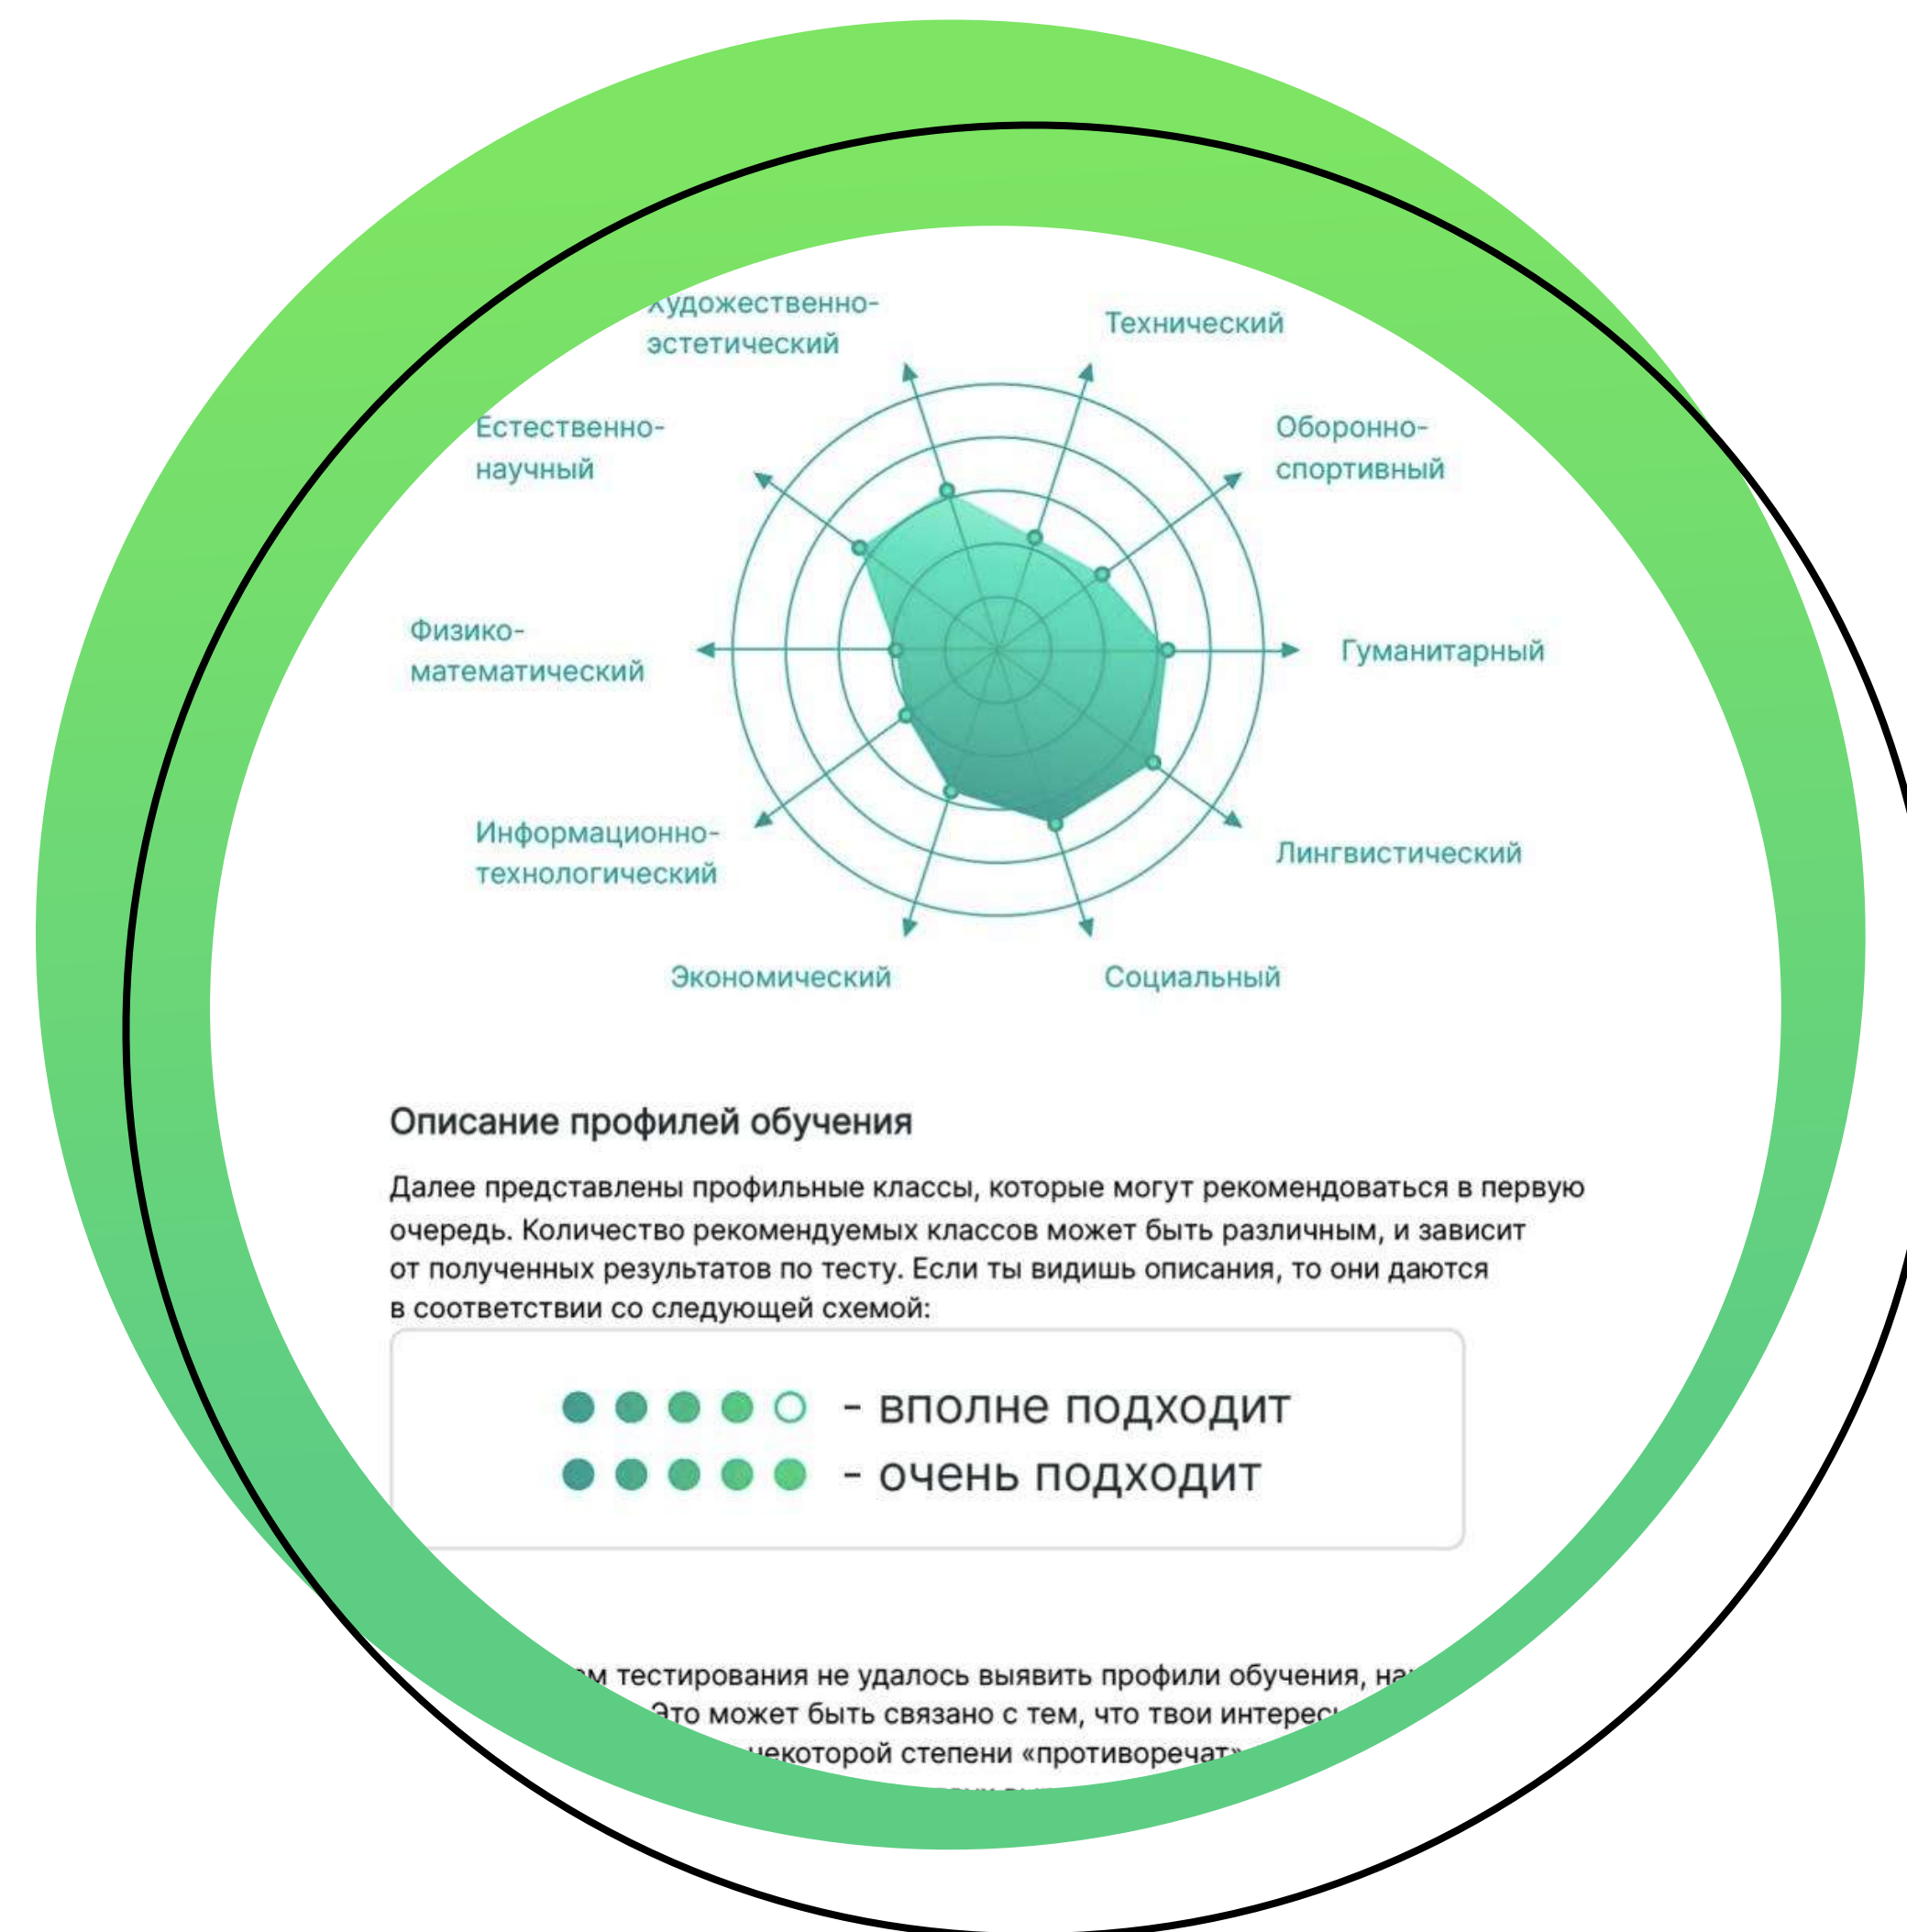 Художественно-
эстетический
Технический
Естественно-
научный
Оборонно-
спортивный
Физико-
математический
Гуманитарный
Информационно-
технологический
Лингвистический
Экономический
Социальный
Описание профилей обучения
Далее представлены профильные классы, которые могут рекомендоваться в первую
очередь. Количество рекомендуемых классов может быть различным, и зависит
от полученных результатов по тесту. Если ты видишь описания, то они даются
в соответствии со следующей схемой:
- вполне подходит
- очень подходит
тестирования не удалось выявить профили обучения,
Это может быть связано с тем, что твои
некоторой степени «противоречат»